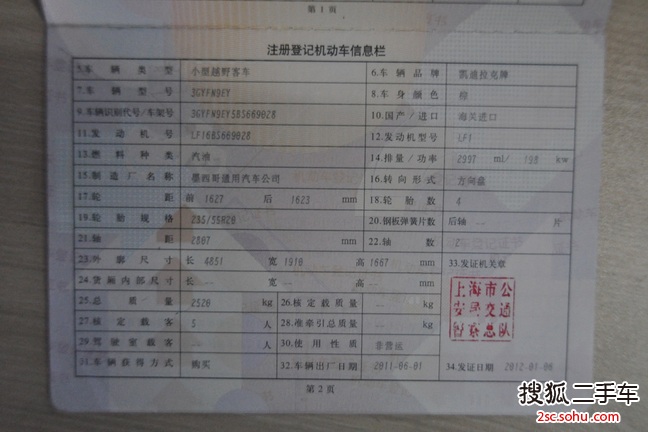 第1页
注册登记机动车信息栏
5.车辆类型 小型越野客车 6.车辆品牌 凯迪拉克牌
7.车辆型号 3GYFN9EY 8.车身颜色 棕
9.车辆识别代号/车架号 3GYFN9EY5BS669028 10.国产/进口 海关进口
11.发动机号 LF16BS669028 12.发动机型号 LF1
13.燃料种类 汽油 14.排量/功率 2997 ml/ 198 kw
15.制造厂名称 墨西哥通用汽车公司 16.转向形式 方向盘
17.轮距 前 1627 后 1623 mm 18.轮胎数 4
19.轮胎规格 235/55R20 20.钢板弹簧片数 后轴 -- 片
21.轴距 2807 mm 22.轴数 2
23.外廓尺寸 长 4851 宽 1910 高 1667 mm 33.发证机关章
24.货厢内部尺寸 长 -- 宽 -- 高 -- mm
25.总质量 2520 kg 26.核定载质量 -- kg
27.核定载客 5 人 28.准牵引总质量 -- kg
29.驾驶室载客 -- 人 30.使用性质 非营运
31.车辆获得方式 购买 32.车辆出厂日期 2011-06-01 34.发证日期 2012-01-06
上海市公
安局交通
警察总队
第2页
搜狐二手车
2sc.sohu.com